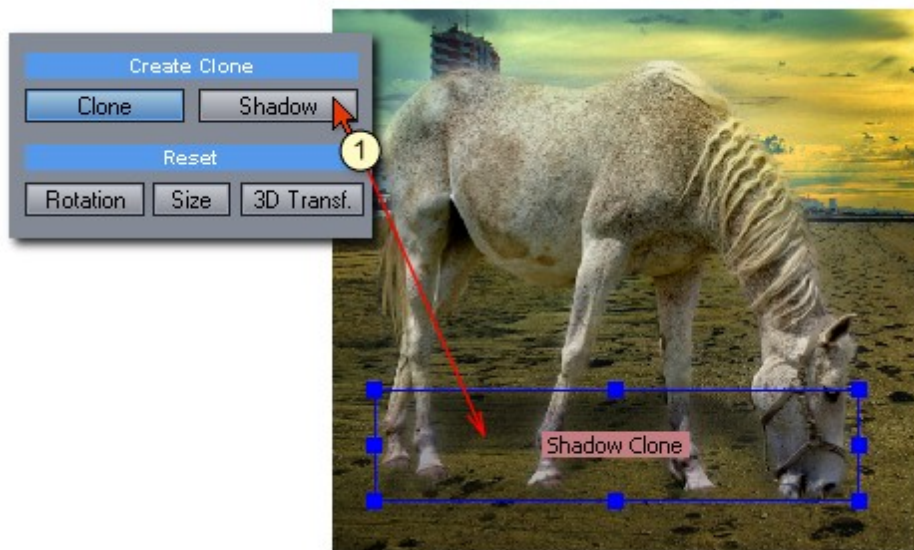 Create Clone
Clone Shadow
1
Reset
Rotation Size 3D Transf.
Shadow Clone